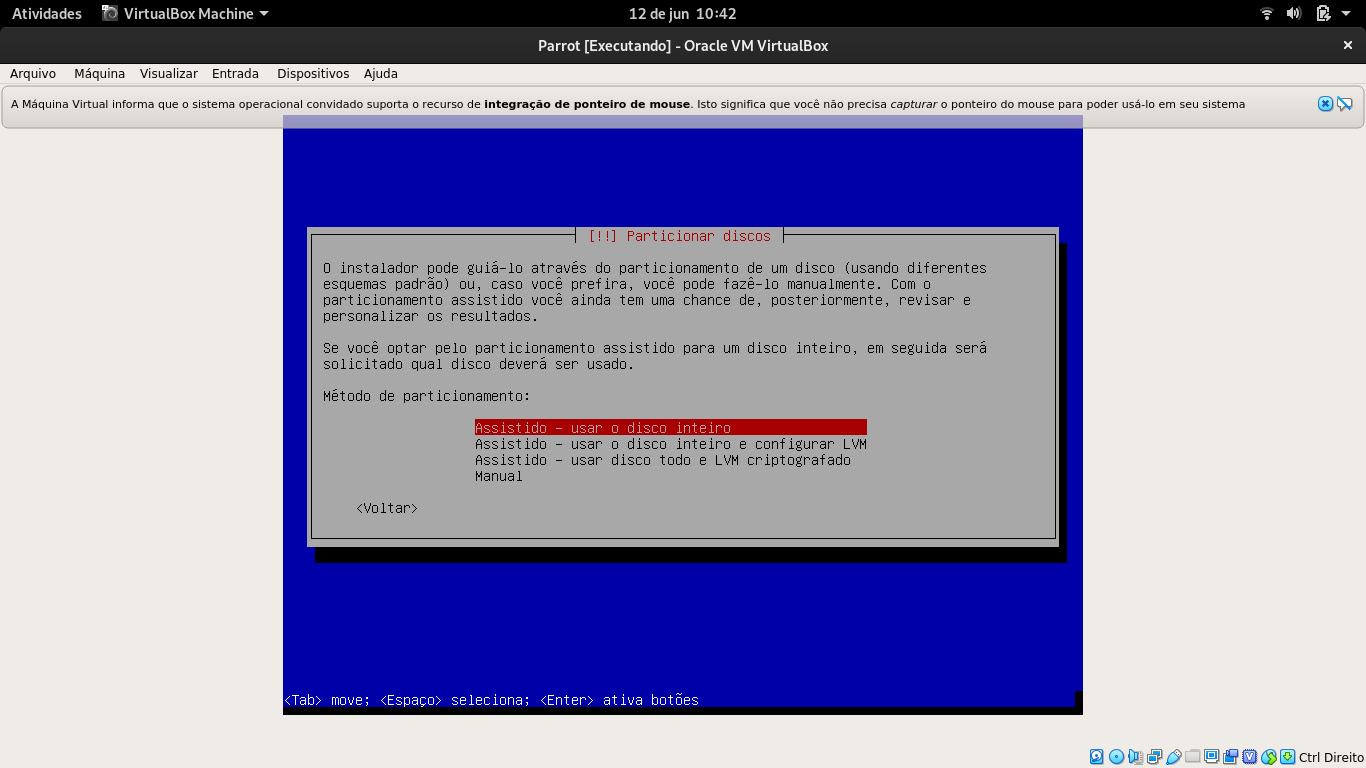 Atividades VirtualBox Machine 12 de jun 10:42
Parrot [Executando] - Oracle VM VirtualBox
Arquivo Máquina Visualizar Entrada Dispositivos Ajuda
A Máquina Virtual informa que o sistema operacional convidado suporta o recurso de integração de ponteiro de mouse. Isto significa que você não precisa capturar o ponteiro do mouse para poder usá-lo em seu sistema
[!!] Particionar discos
O instalador pode guiá-lo através do particionamento de um disco (usando diferentes
esquemas padrão) ou, caso você prefira, você pode fazê-lo manualmente. Com o
particionamento assistido você ainda tem uma chance de, posteriormente, revisar e
personalizar os resultados.
Se você optar pelo particionamento assistido para um disco inteiro, em seguida será
solicitado qual disco deverá ser usado.
Método de particionamento:
Assistido - usar o disco inteiro
Assistido - usar o disco inteiro e configurar LVM
Assistido - usar disco todo e LVM criptografado
Manual
<Voltar>
<Tab> move; <Espaço> seleciona; <Enter> ativa botões
Ctrl Direito